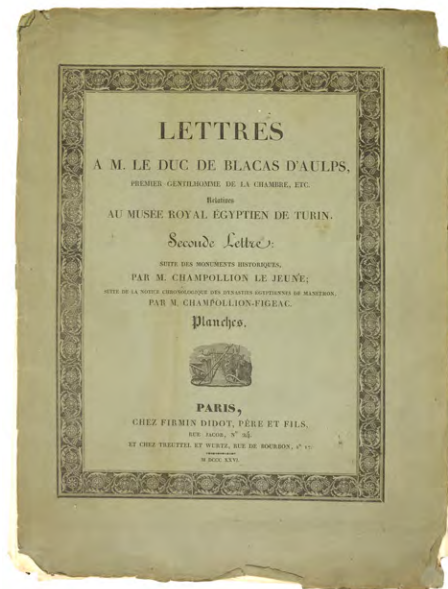 LETTRES
A M. LE DUC DE BLACAS D'AULPS,
PREMIER GENTILHOMME DE LA CHAMBRE, ETC.
Relatives
AU MUSÉE ROYAL ÉGYPTIEN DE TURIN.
Seconde Lettre:
SUITE DES MONUMENTS HISTORIQUES,
PAR M. CHAMPOLLION LE JEUNE;
SUITE DE LA NOTICE CHRONOLOGIQUE DES DYNASTIES ÉGYPTIENNES DE MANÉTHON,
PAR M. CHAMPOLLION-FIGEAC.
Planches.
PARIS,
CHEZ FIRMIN DIDOT, PÈRE ET FILS,
RUE JACOB, N° 24,
ET CHEZ TREUTTEL ET WURTZ, RUE DE BOURBON, N° 17.
M DCCC XXVI.